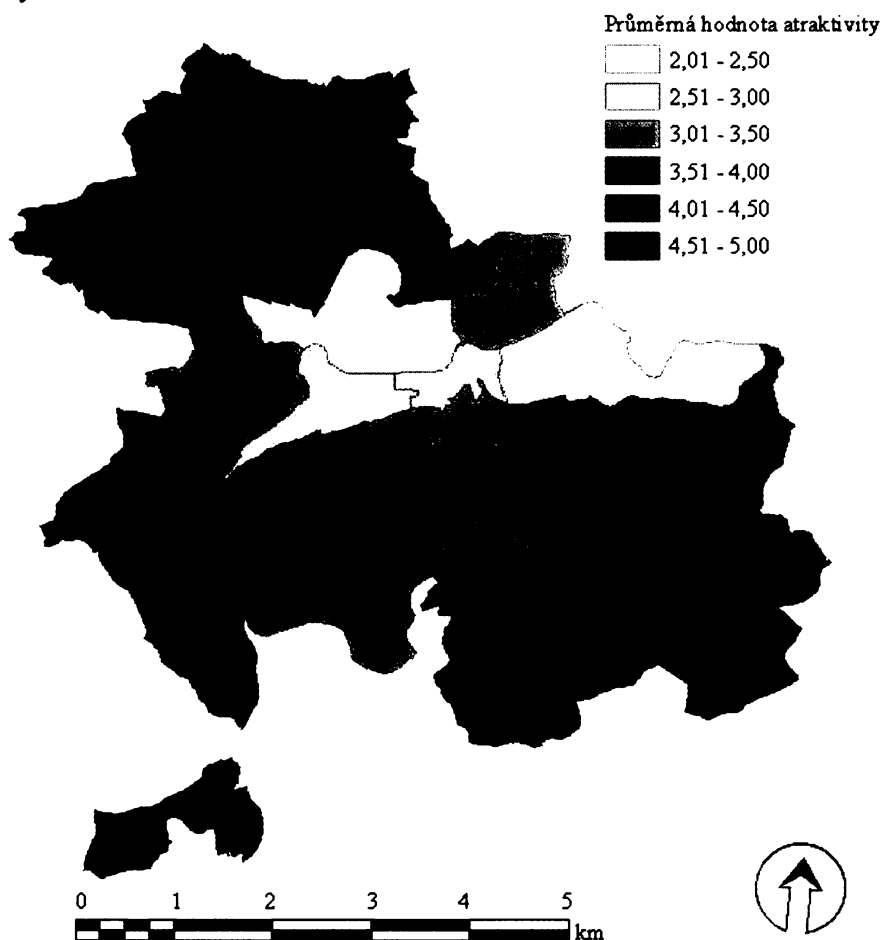 Průměrná hodnota atraktivity
2,01 - 2,50
2,51 - 3,00
3,01 - 3,50
3,51 - 4,00
4,01 - 4,50
4,51 - 5,00
0 1 2 3 4 5
km